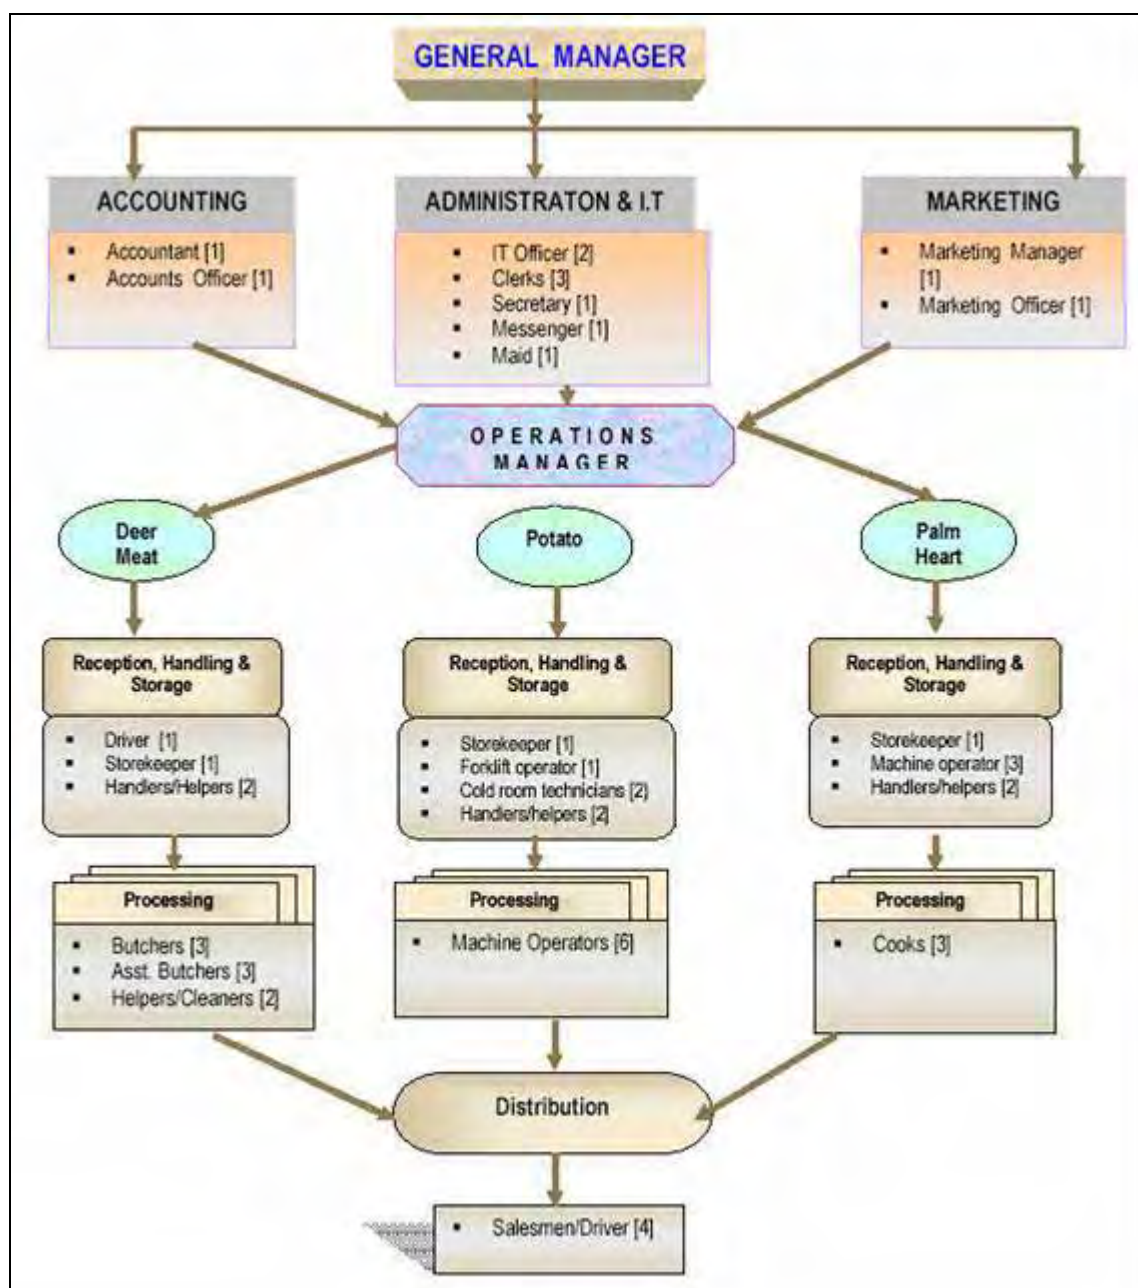 GENERAL MANAGER
ACCOUNTING
Accountant [1]
Accounts Officer [1]
ADMINISTRATON & I.T
IT Officer [2]
Clerks [3]
Secretary [1]
Messenger [1]
Maid [1]
MARKETING
Marketing Manager
[1]
Marketing Officer [1]
OPERATIONS
MANAGER
Deer
Meat
Potato
Palm
Heart
Reception, Handling &
Storage
Driver [1]
Storekeeper [1]
Handlers/Helpers [2]
Reception, Handling &
Storage
Storekeeper [1]
Forklift operator [1]
Cold room technicians [2]
Handlers/helpers [2]
Reception, Handling &
Storage
Storekeeper [1]
Machine operator [3]
Handlers/helpers [2]
Processing
Butchers [3]
Asst. Butchers [3]
Helpers/Cleaners [2]
Processing
Machine Operators [6]
Processing
Cooks [3]
Distribution
Salesmen/Driver [4]